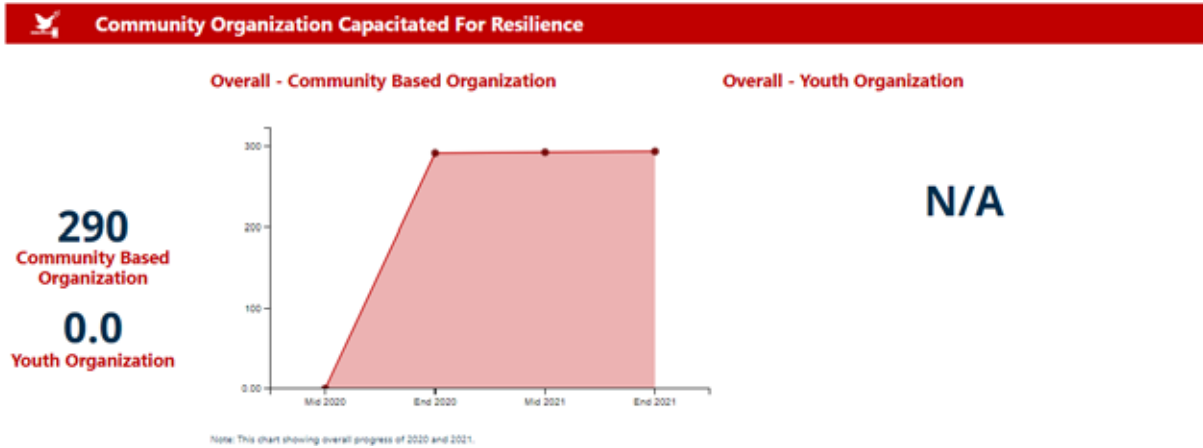 Community Organization Capacitated For Resilience
Overall - Community Based Organization
Overall - Youth Organization
290
Community Based
Organization
0.0
Youth Organization
300
200
100
0.00
Mid 2020
End 2020
Mid 2021
End 2021
N/A
Note: This chart showing overall progress of 2020 and 2021.